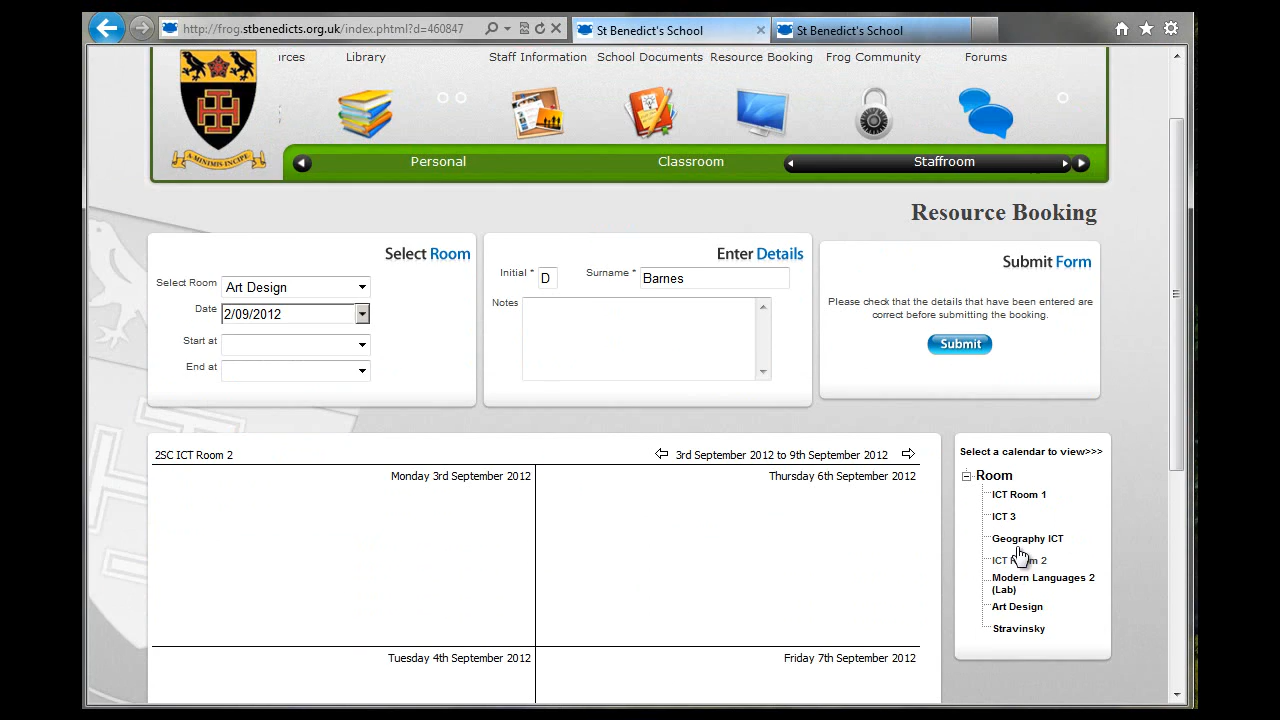 http://frog.stbenedicts.org.uk/index.phtml?d=460847
St Benedict's School
St Benedict's School
rces
Library
Staff Information
School Documents
Resource Booking
Frog Community
Forums
A MINIMIS INCIPE
Personal
Classroom
Staffroom
Resource Booking
Select Room
Select Room
Art Design
Date
2/09/2012
Start at
End at
Enter Details
Initial *
D
Surname *
Barnes
Notes
Submit Form
Please check that the details that have been entered are
correct before submitting the booking.
Submit
2SC ICT Room 2
3rd September 2012 to 9th September 2012
Monday 3rd September 2012
Thursday 6th September 2012
Tuesday 4th September 2012
Friday 7th September 2012
Select a calendar to view>>>
Room
ICT Room 1
ICT 3
Geography ICT
ICT Room 2
Modern Languages 2
(Lab)
Art Design
Stravinsky